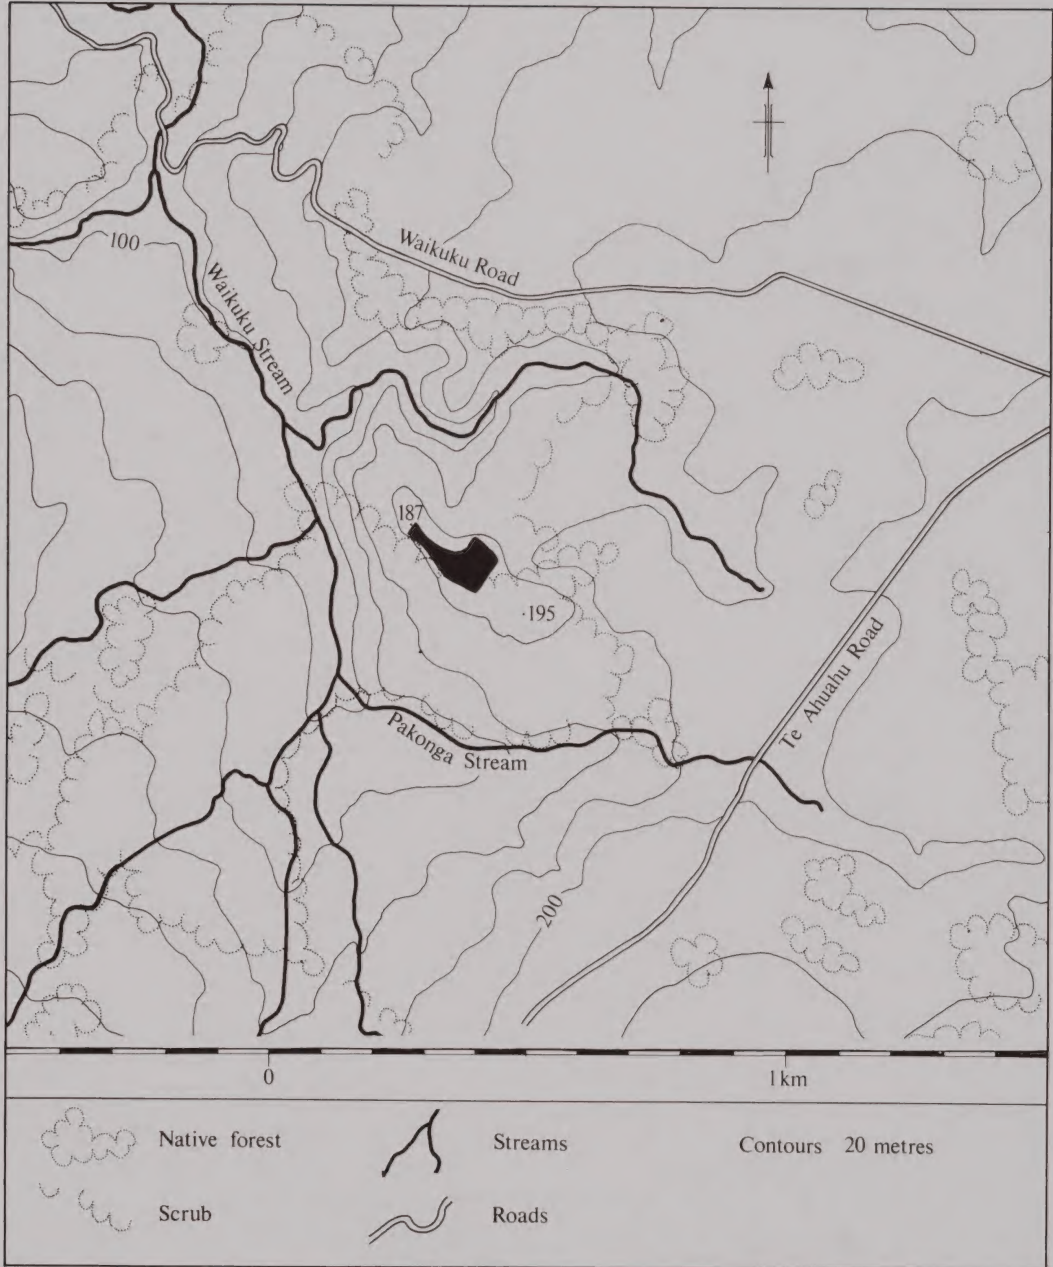 Waikuku Road
100
Waikuku Stream
187
195
Te Ahuahu Road
Pakonga Stream
200
0
1 km
Native forest
Streams
Contours 20 metres
Scrub
Roads